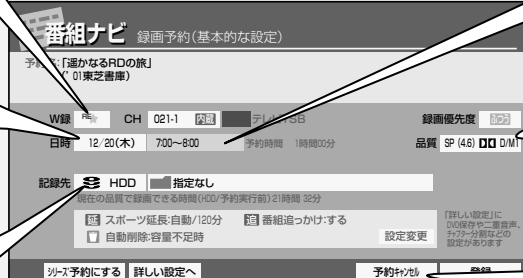 番組ナビ 録画予約(基本的な設定)
予約名:「遥かなるRDの旅」
(’01東芝書庫)
W録 RE CH 021-1 内蔵 テレビTSB 録画優先度 ふつう
日時 12/20(木) 7:00~8:00 予約時間 1時間00分 品質 SP (4.6) D/M1
記録先 HDD 指定なし
現在の品質で録画できる時間(HDD/予約実行前)21時間 32分
延 スポーツ延長:自動/120分 追 番組追っかけ:する
自動削除:容量不足時 設定変更
「詳しい設定」に
DVD保存や二重音声、
チャプター分割などの
設定があります
シリーズ予約にする 詳しい設定へ 予約キャンセル 登録